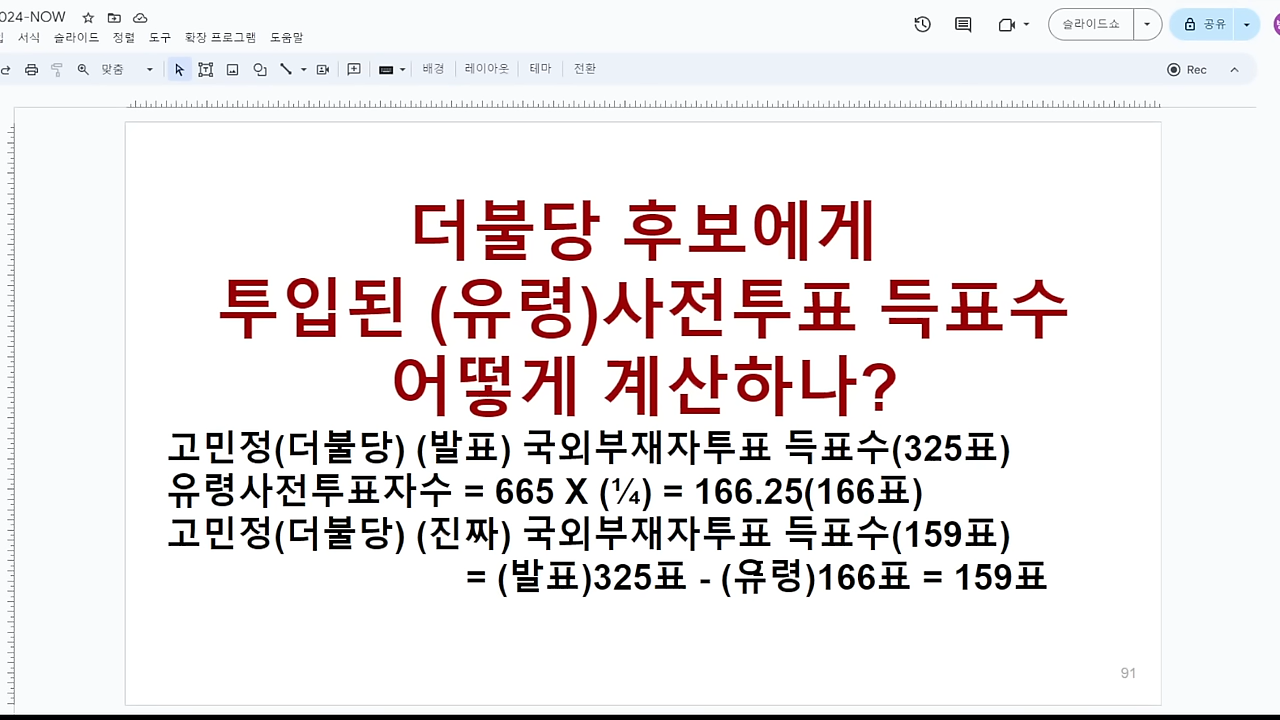 024-NOW
서식 슬라이드 정렬 도구 확장 프로그램 도움말
슬라이드쇼
공유
맞춤
배경 레이아웃 테마 전환
Rec
더불당 후보에게
투입된 (유령)사전투표 득표수
어떻게 계산하나?
고민정(더불당) (발표) 국외부재자투표 득표수(325표)
유령사전투표자수 = 665 X (¼) = 166.25(166표)
고민정(더불당) (진짜) 국외부재자투표 득표수(159표)
= (발표)325표 - (유령)166표 = 159표
91